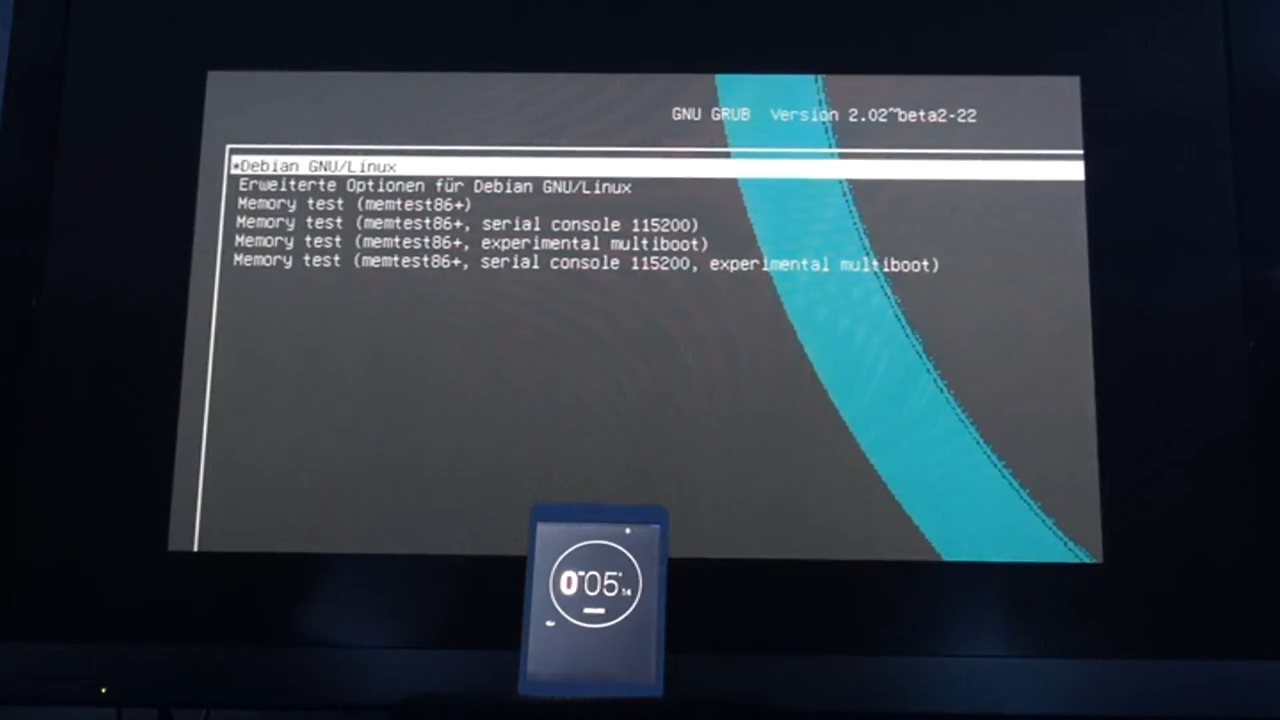 GNU GRUB Version 2.02~beta2-22
*Debian GNU/Linux
Erweiterte Optionen für Debian GNU/Linux
Memory test (memtest86+)
Memory test (memtest86+, serial console 115200)
Memory test (memtest86+, experimental multiboot)
Memory test (memtest86+, serial console 115200, experimental multiboot)
0 05 14